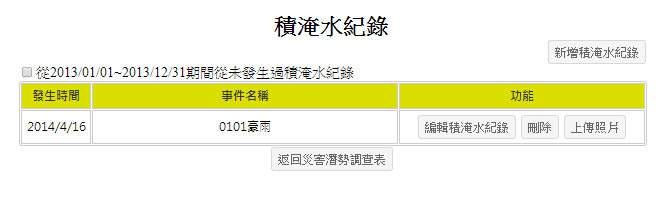 積淹水紀錄
新增積淹水紀錄
從2013/01/01~2013/12/31期間從未發生過積淹水紀錄
發生時間 事件名稱 功能
2014/4/16 0101豪雨 編輯積淹水紀錄 刪除 上傳照片
返回災害潛勢調查表